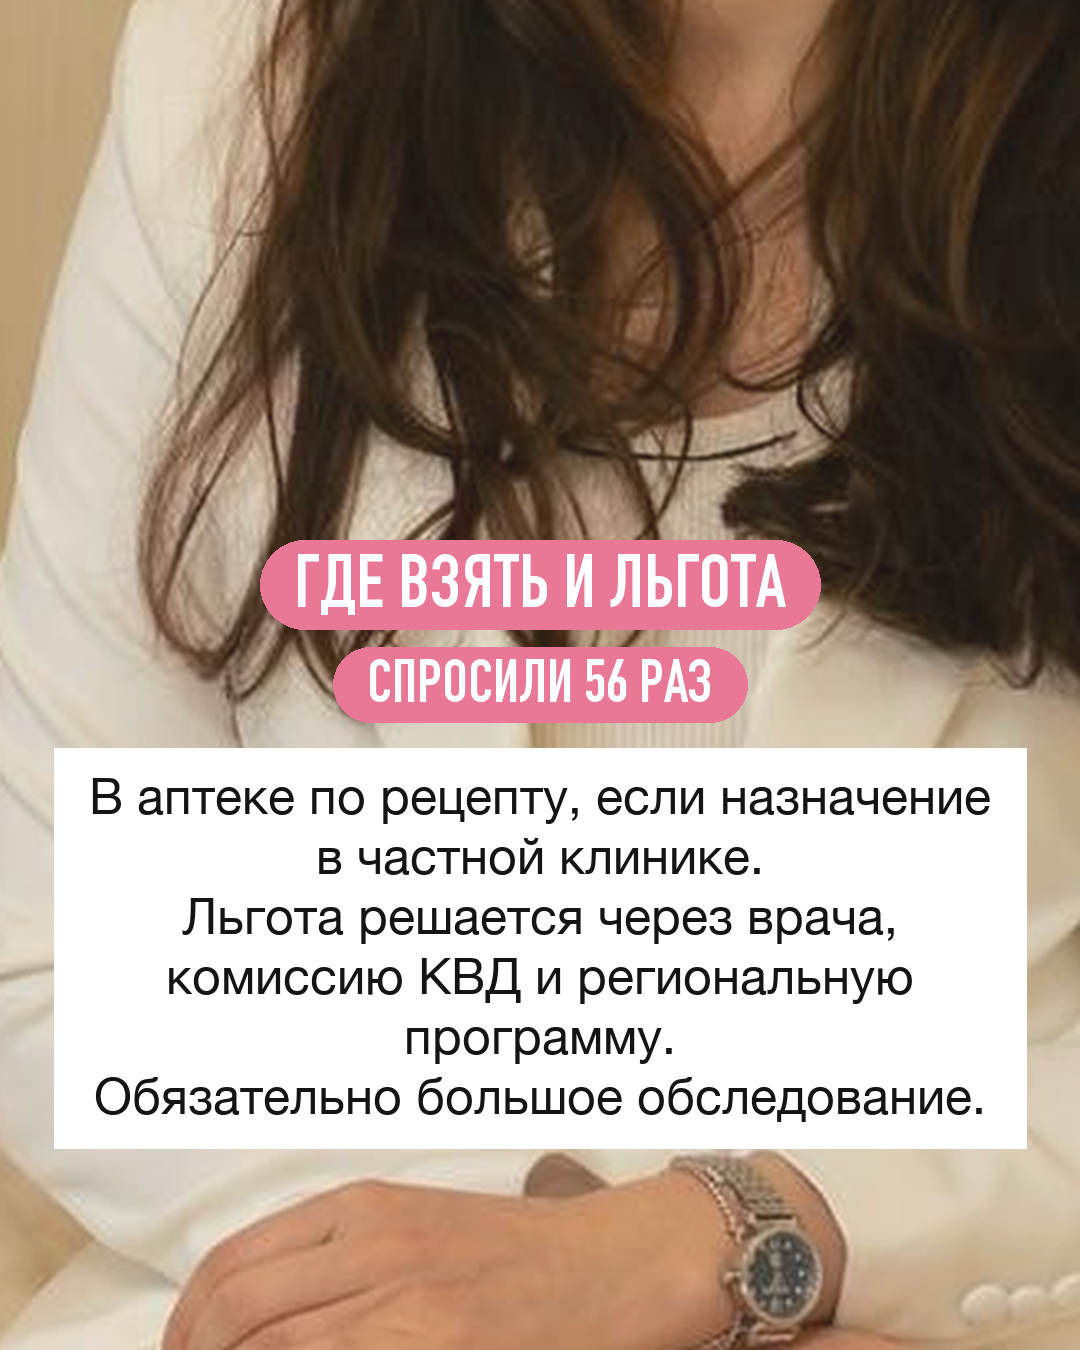 ГДЕ ВЗЯТЬ И ЛЬГОТА
СПРОСИЛИ 56 РАЗ
В аптеке по рецепту, если назначение
в частной клинике.
Льгота решается через врача,
комиссию КВД и региональную
программу.
Обязательно большое обследование.